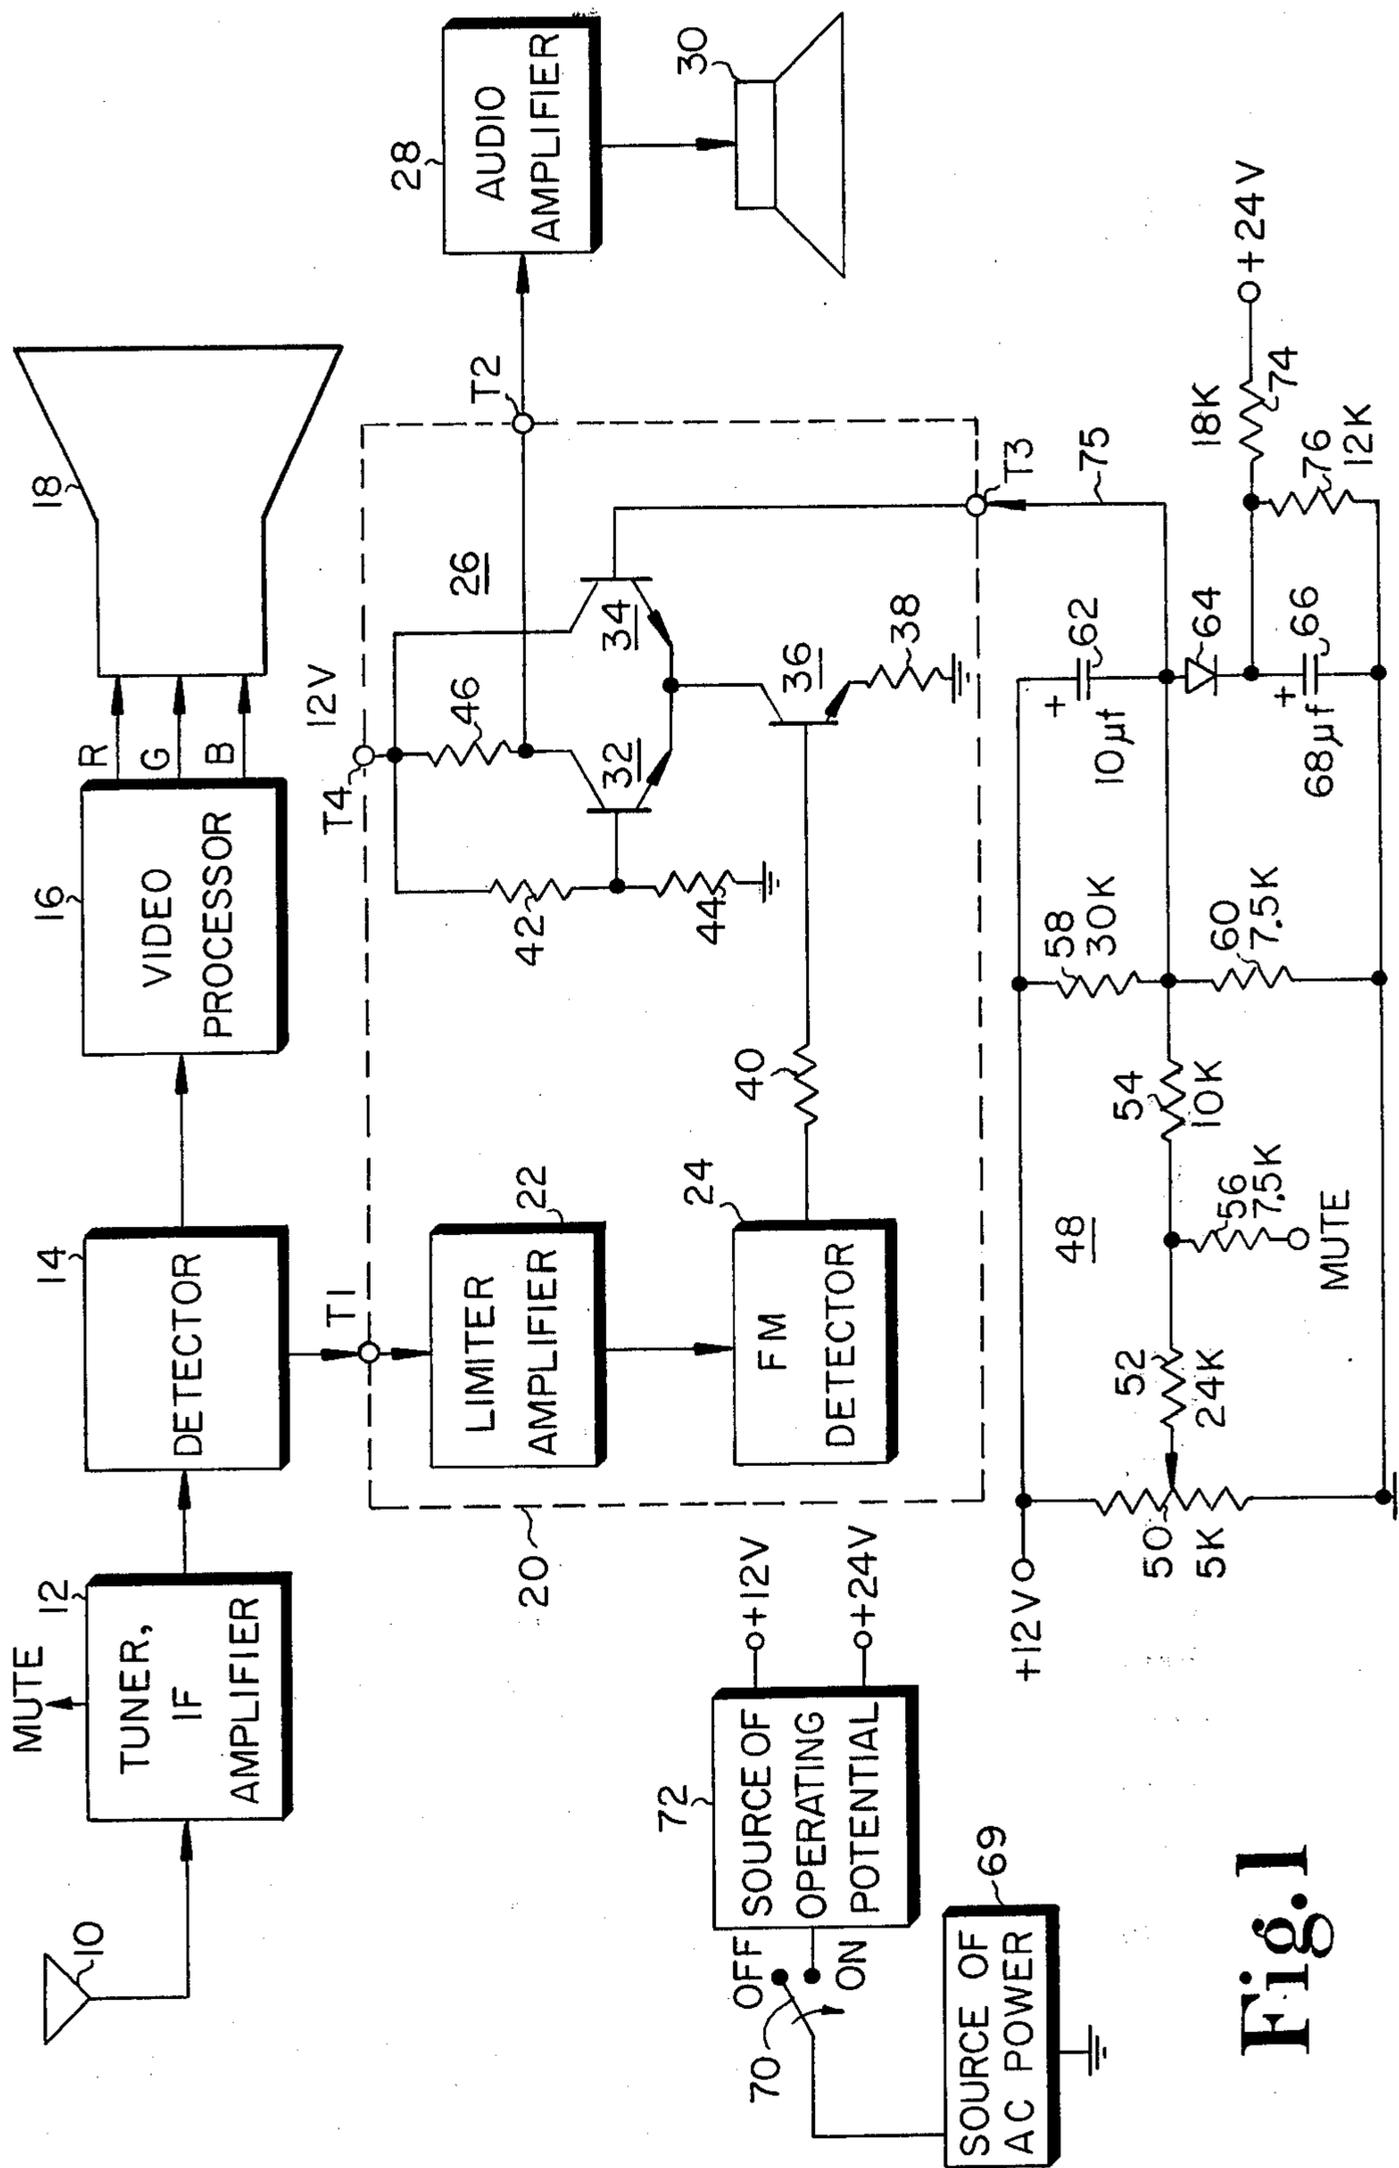 MUTE
10
12
TUNER,
IF
AMPLIFIER
14
DETECTOR
16
VIDEO
PROCESSOR
R
G
B
18
T1
20
LIMITER
AMPLIFIER
22
FM
DETECTOR
24
40
T4
12V
42
44
46
32
34
26
36
38
T2
T3
28
AUDIO
AMPLIFIER
30
SOURCE OF
AC POWER
69
70
OFF
ON
72
SOURCE OF
OPERATING
POTENTIAL
+12V
+24V
+12V
50
5K
52
24K
48
56
7.5K
MUTE
54
10K
58
30K
60
7.5K
+
10μf
62
64
+
68μf
66
75
18K
74
76
12K
+24V
Fig.1